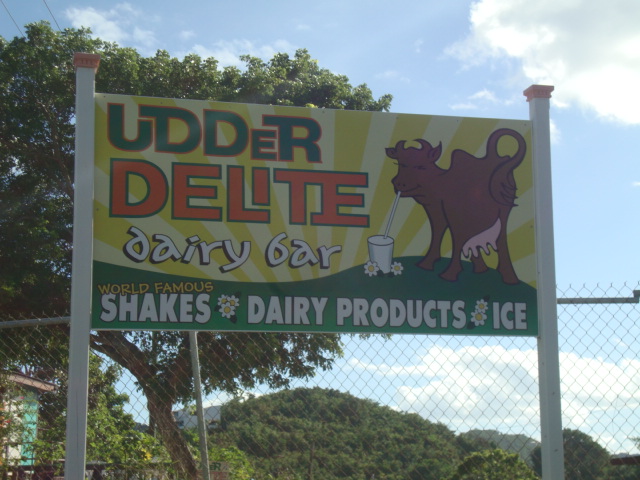 UDDER
DELITE
dairy bar
WORLD FAMOUS
SHAKES DAIRY PRODUCTS ICE